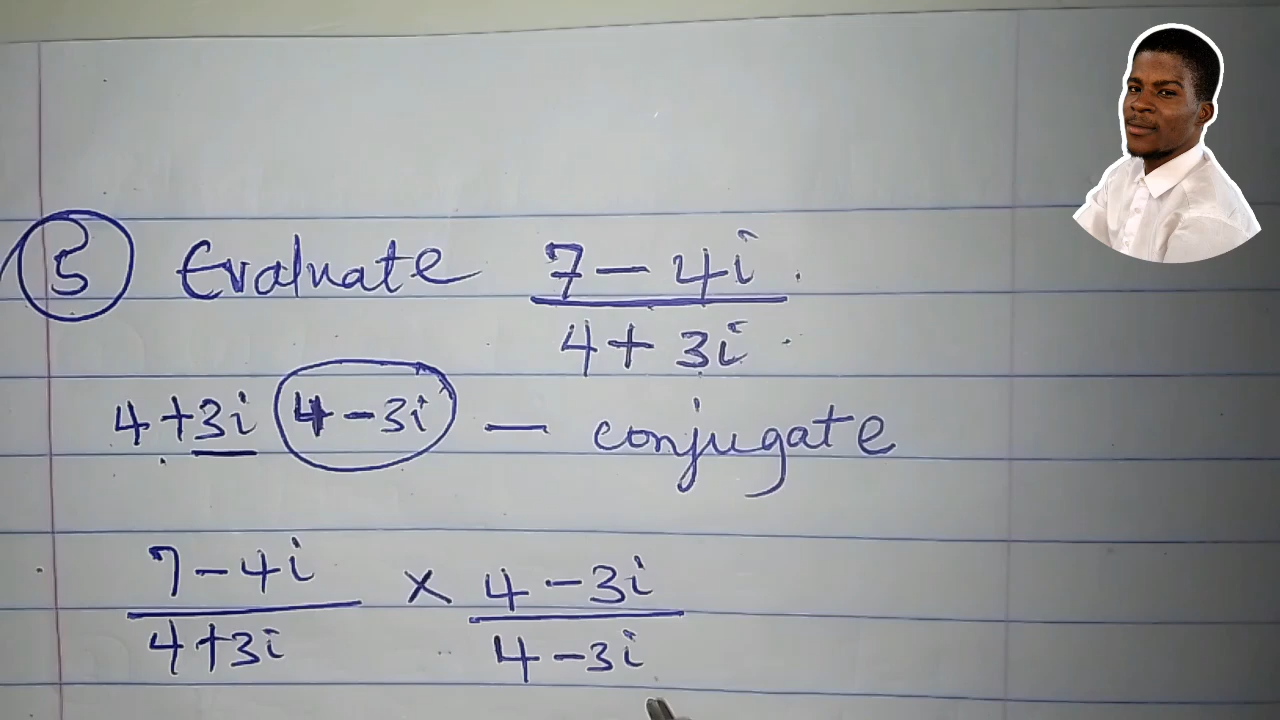 5 Evaluate 7 - 4i
4 + 3i
4 + 3i 4 - 3i — conjugate
7 - 4i × 4 - 3i
4 + 3i 4 - 3i